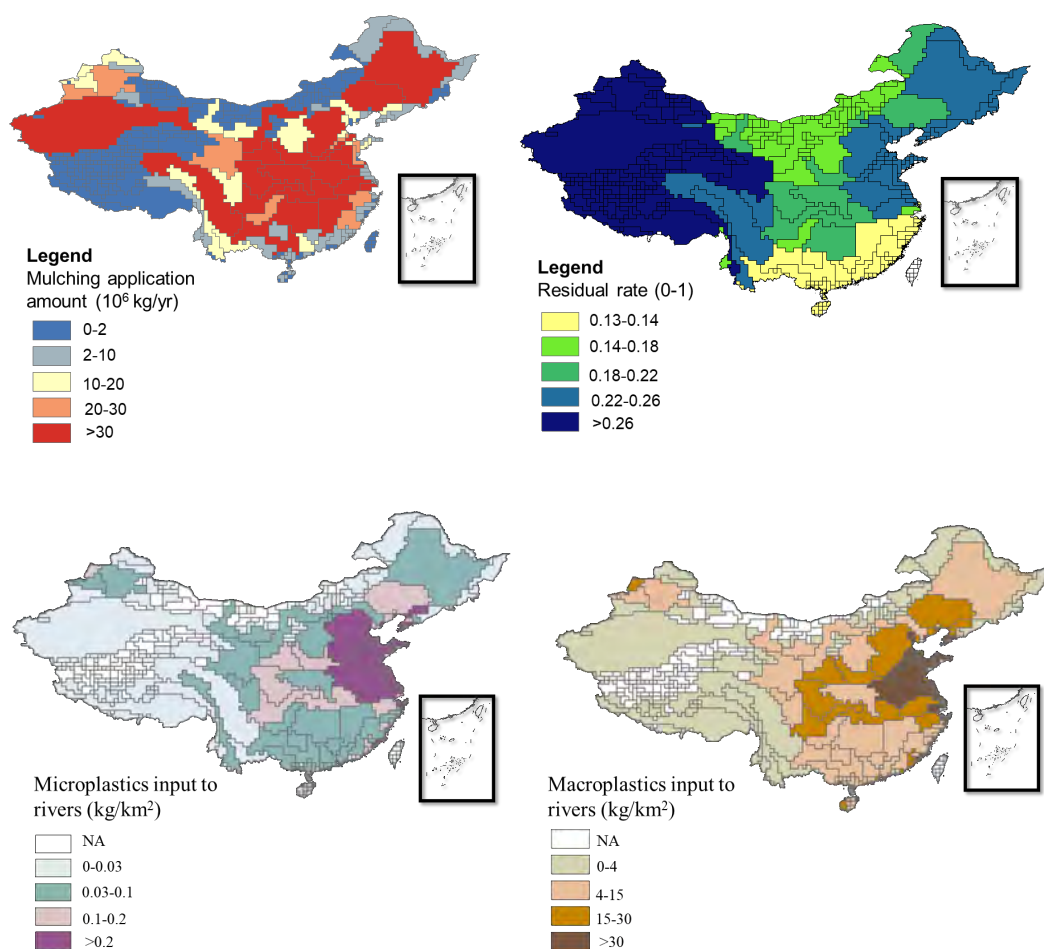 Legend
Mulching application
amount (10⁶ kg/yr)
0-2
2-10
10-20
20-30
>30
Legend
Residual rate (0-1)
0.13-0.14
0.14-0.18
0.18-0.22
0.22-0.26
>0.26
Microplastics input to
rivers (kg/km²)
NA
0-0.03
0.03-0.1
0.1-0.2
>0.2
Macroplastics input to
rivers (kg/km²)
NA
0-4
4-15
15-30
>30